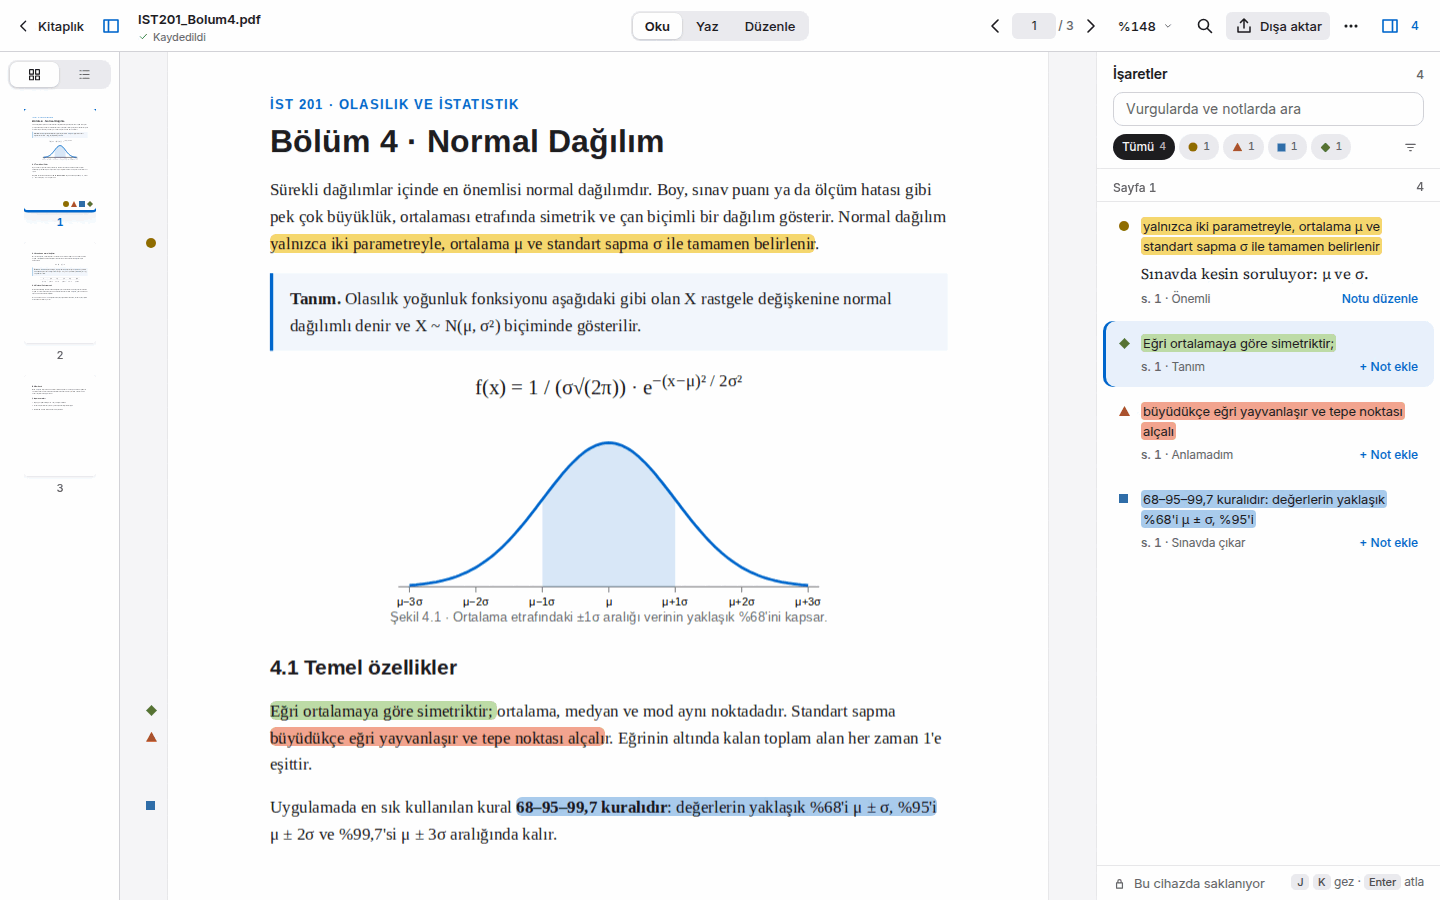 Kitaplık
IST201_Bolum4.pdf
Kaydedildi
Oku
Yaz
Düzenle
1 / 3
%148
Dışa aktar
4
1
2
3
İST 201 · OLASILIK VE İSTATİSTİK
Bölüm 4 · Normal Dağılım
Sürekli dağılımlar içinde en önemlisi normal dağılımdır. Boy, sınav puanı ya da ölçüm hatası gibi
pek çok büyüklük, ortalaması etrafında simetrik ve çan biçimli bir dağılım gösterir. Normal dağılım
yalnızca iki parametreyle, ortalama μ ve standart sapma σ ile tamamen belirlenir.
Tanım. Olasılık yoğunluk fonksiyonu aşağıdaki gibi olan X rastgele değişkenine normal
dağılımlı denir ve X ~ N(μ, σ²) biçiminde gösterilir.
f(x) = 1 / (σ√(2π)) · e^−(x−μ)² / 2σ²
μ−3σ μ−2σ μ−1σ μ μ+1σ μ+2σ μ+3σ
Şekil 4.1 · Ortalama etrafındaki ±1σ aralığı verinin yaklaşık %68'ini kapsar.
4.1 Temel özellikler
Eğri ortalamaya göre simetriktir; ortalama, medyan ve mod aynı noktadadır. Standart sapma
büyüdükçe eğri yayvanlaşır ve tepe noktası alçalır. Eğrinin altında kalan toplam alan her zaman 1'e
eşittir.
Uygulamada en sık kullanılan kural 68–95–99,7 kuralıdır: değerlerin yaklaşık %68'i μ ± σ, %95'i
μ ± 2σ ve %99,7'si μ ± 3σ aralığında kalır.
İşaretler
4
Vurgularda ve notlarda ara
Tümü 4
1
1
1
1
Sayfa 1
4
yalnızca iki parametreyle, ortalama μ ve
standart sapma σ ile tamamen belirlenir
Sınavda kesin soruluyor: μ ve σ.
s. 1 · Önemli
Notu düzenle
Eğri ortalamaya göre simetriktir;
s. 1 · Tanım
+ Not ekle
büyüdükçe eğri yayvanlaşır ve tepe noktası
alçalı
s. 1 · Anlamadım
+ Not ekle
68–95–99,7 kuralıdır: değerlerin yaklaşık
%68'i μ ± σ, %95'i
s. 1 · Sınavda çıkar
+ Not ekle
Bu cihazda saklanıyor
J K gez · Enter atla